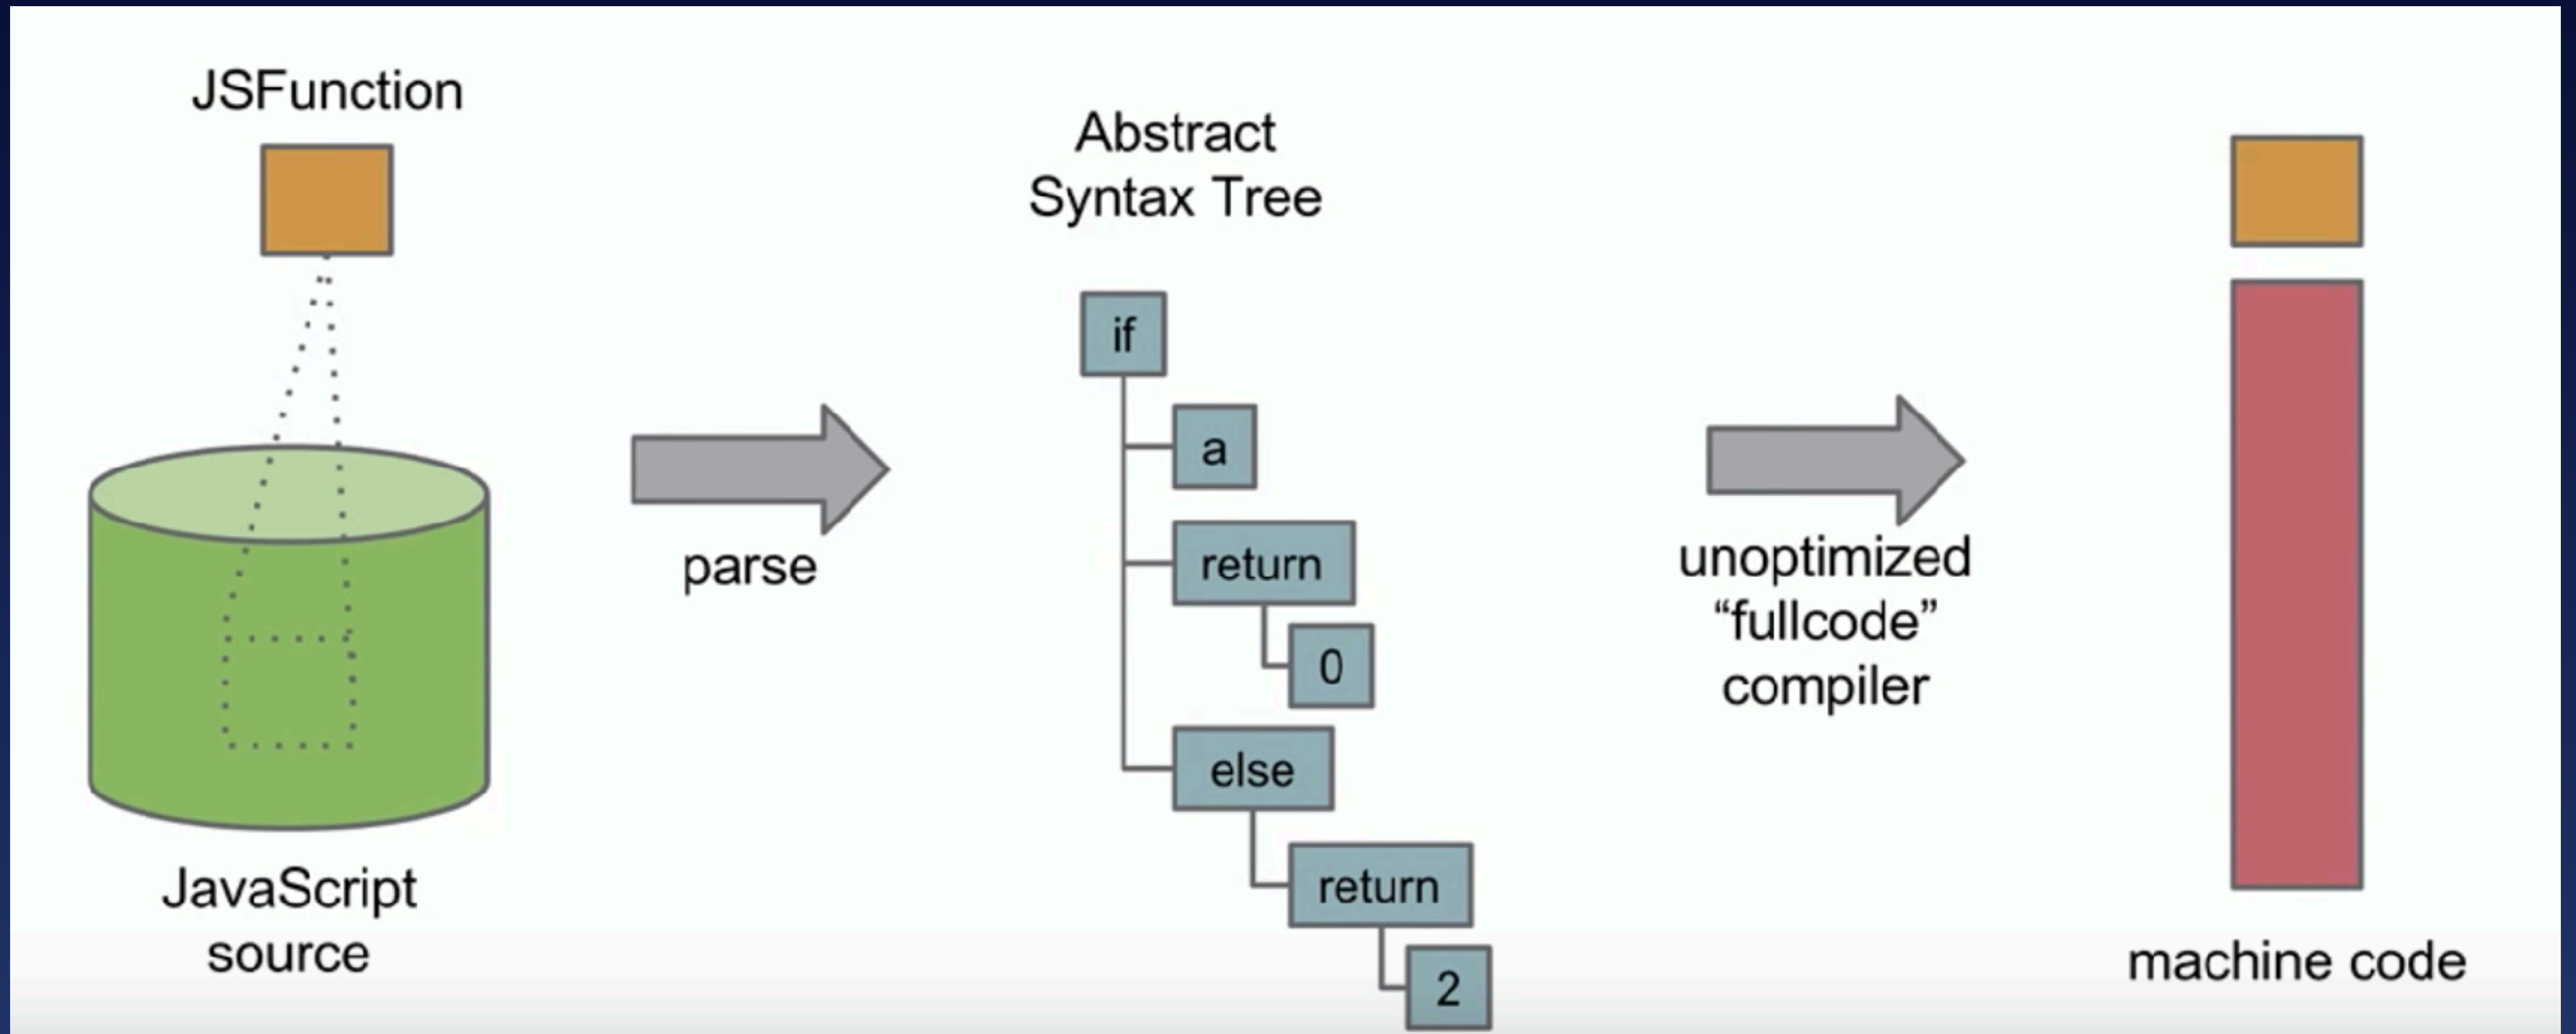 JSFunction
JavaScript
source
parse
Abstract
Syntax Tree
if
a
return
0
else
return
2
unoptimized
“fullcode”
compiler
machine code